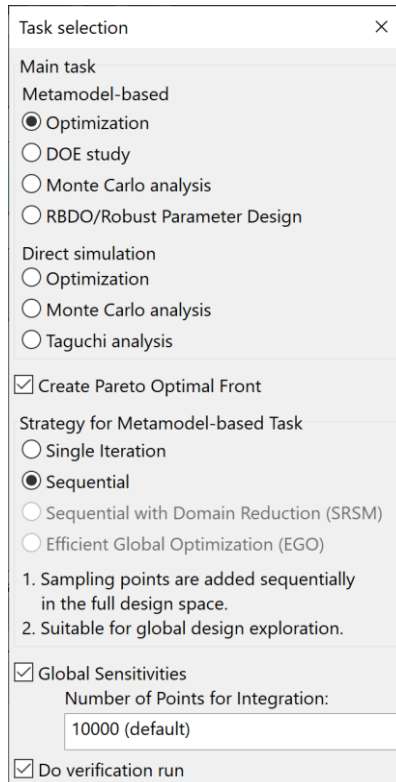 Task selection
Main task
Metamodel-based
Optimization
DOE study
Monte Carlo analysis
RBDO/Robust Parameter Design
Direct simulation
Optimization
Monte Carlo analysis
Taguchi analysis
Create Pareto Optimal Front
Strategy for Metamodel-based Task
Single Iteration
Sequential
Sequential with Domain Reduction (SRSM)
Efficient Global Optimization (EGO)
1. Sampling points are added sequentially
in the full design space.
2. Suitable for global design exploration.
Global Sensitivities
Number of Points for Integration:
10000 (default)
Do verification run